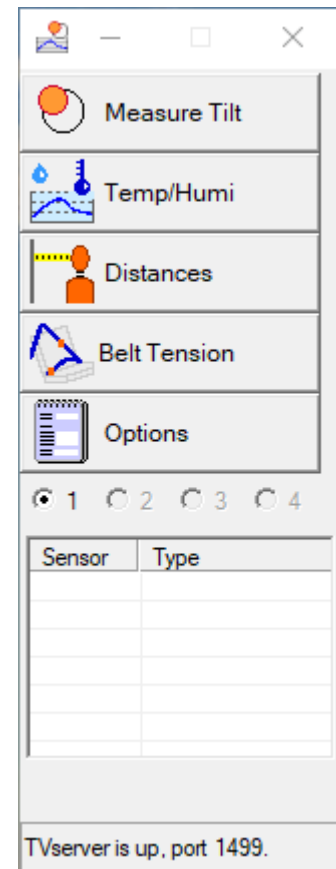 Measure Tilt
Temp/Humi
Distances
Belt Tension
Options
1 2 3 4
Sensor Type
TVserver is up, port 1499.